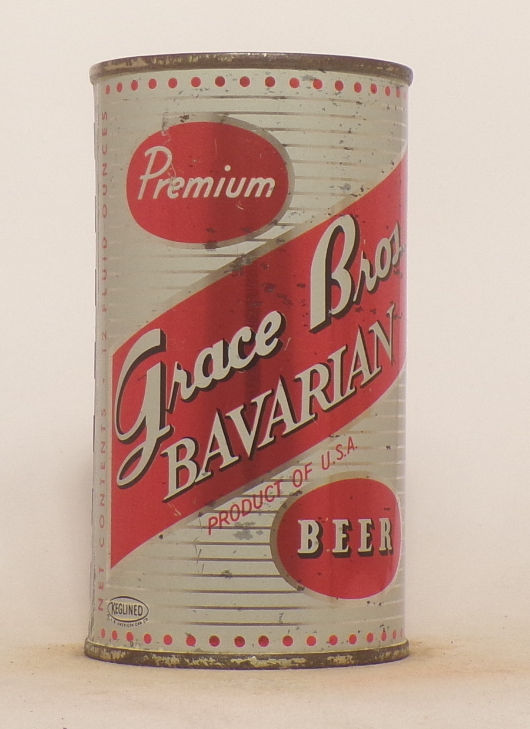 Premium
Grace Bros
BAVARIAN
PRODUCT OF U.S.A.
BEER
NET CONTENTS - 12 FLUID OUNCES
KEGLINED